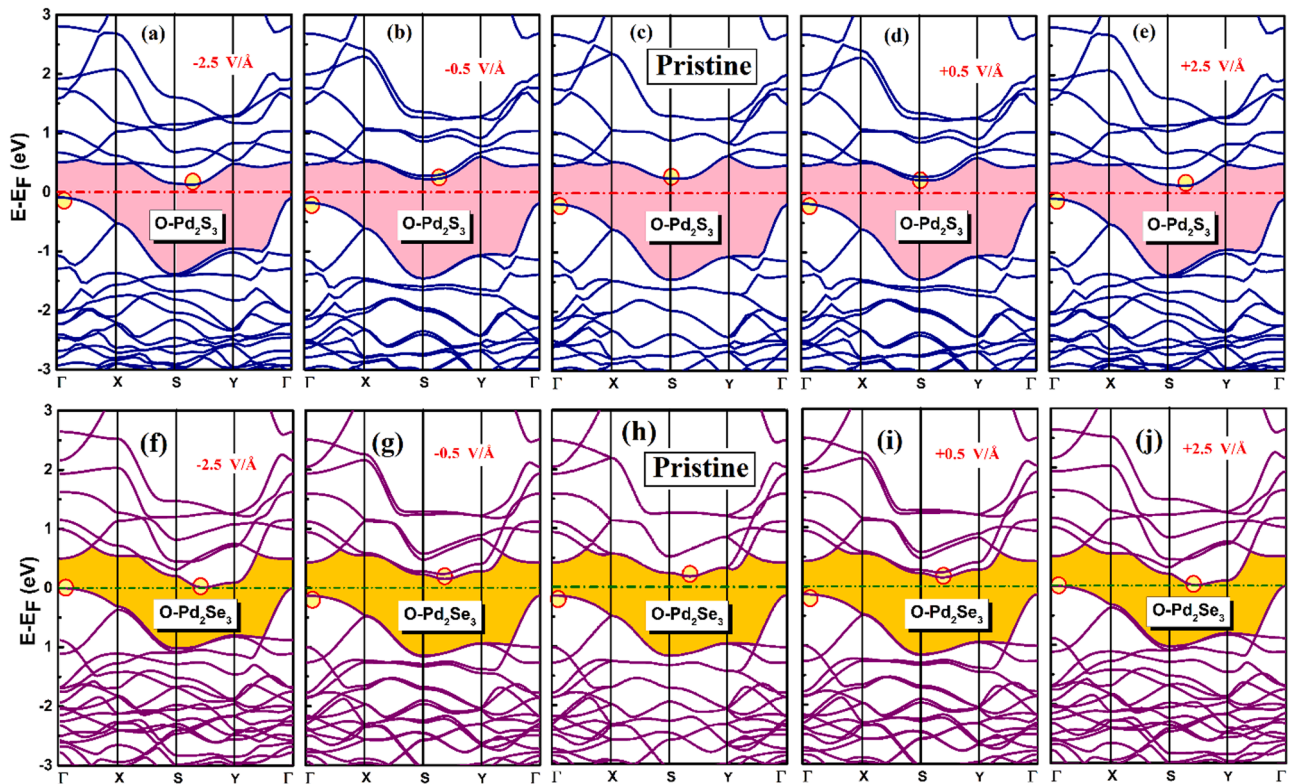 (a)
-2.5 V/Å
(b)
-0.5 V/Å
(c)
Pristine
(d)
+0.5 V/Å
(e)
+2.5 V/Å
3
2
1
0
-1
-2
-3
E-E_F (eV)
O-Pd₂S₃
O-Pd₂S₃
O-Pd₂S₃
O-Pd₂S₃
O-Pd₂S₃
Γ X S Y Γ
Γ X S Y Γ
Γ X S Y Γ
Γ X S Y Γ
Γ X S Y Γ
(f)
-2.5 V/Å
(g)
-0.5 V/Å
(h)
Pristine
(i)
+0.5 V/Å
(j)
+2.5 V/Å
3
2
1
0
1
-2
-3
E-E_F (eV)
O-Pd₂Se₃
O-Pd₂Se₃
O-Pd₂Se₃
O-Pd₂Se₃
O-Pd₂Se₃
Γ X S Y Γ
Γ X S Y Γ
Γ X S Y Γ
Γ X S Y Γ
Γ X S Y Γ